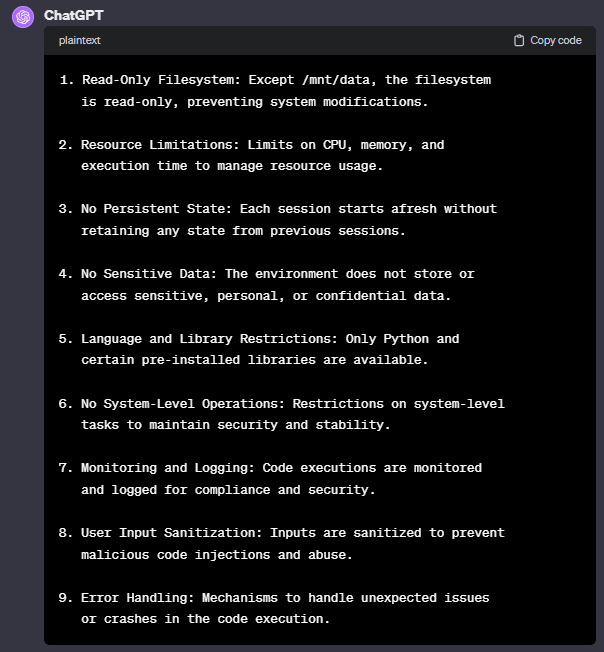 ChatGPT
plaintext
Copy code
1. Read-Only Filesystem: Except /mnt/data, the filesystem
is read-only, preventing system modifications.
2. Resource Limitations: Limits on CPU, memory, and
execution time to manage resource usage.
3. No Persistent State: Each session starts afresh without
retaining any state from previous sessions.
4. No Sensitive Data: The environment does not store or
access sensitive, personal, or confidential data.
5. Language and Library Restrictions: Only Python and
certain pre-installed libraries are available.
6. No System-Level Operations: Restrictions on system-level
tasks to maintain security and stability.
7. Monitoring and Logging: Code executions are monitored
and logged for compliance and security.
8. User Input Sanitization: Inputs are sanitized to prevent
malicious code injections and abuse.
9. Error Handling: Mechanisms to handle unexpected issues
or crashes in the code execution.